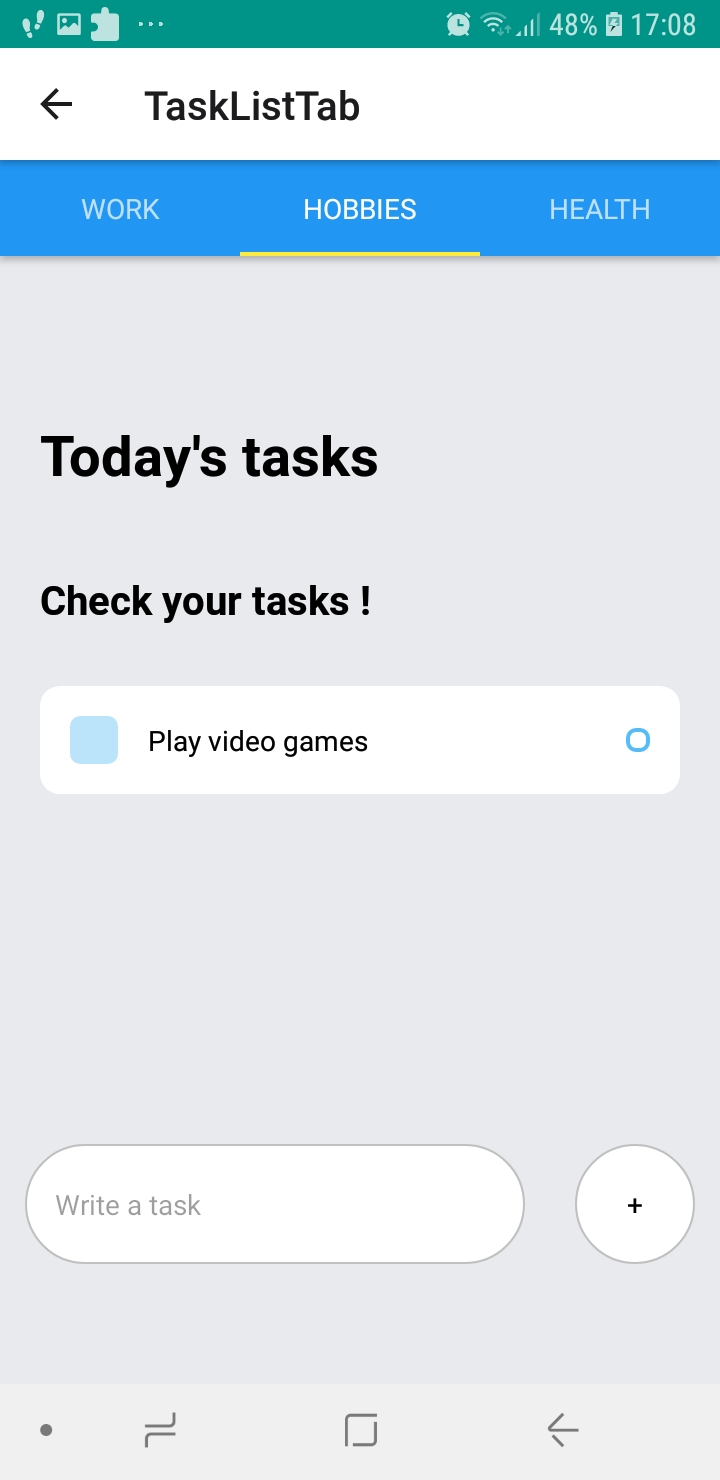 48% 17:08
TaskListTab
WORK HOBBIES HEALTH
Today's tasks
Check your tasks !
Play video games
Write a task +